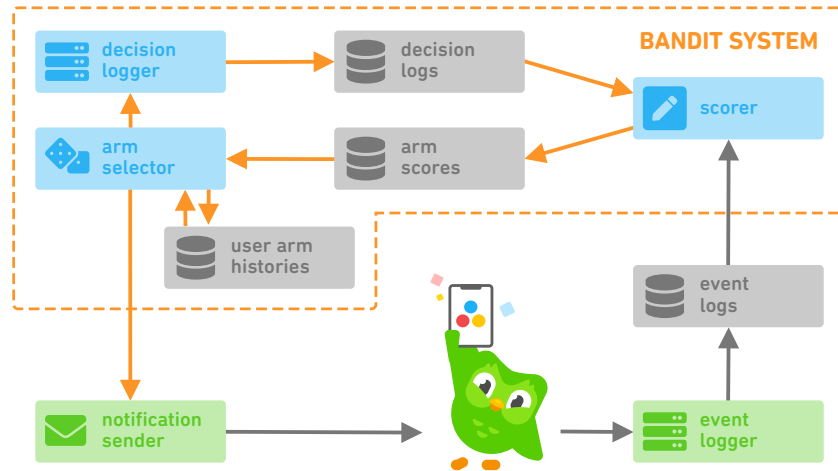 BANDIT SYSTEM
decision
logger
decision
logs
scorer
arm
selector
arm
scores
user arm
histories
event
logs
notification
sender
event
logger